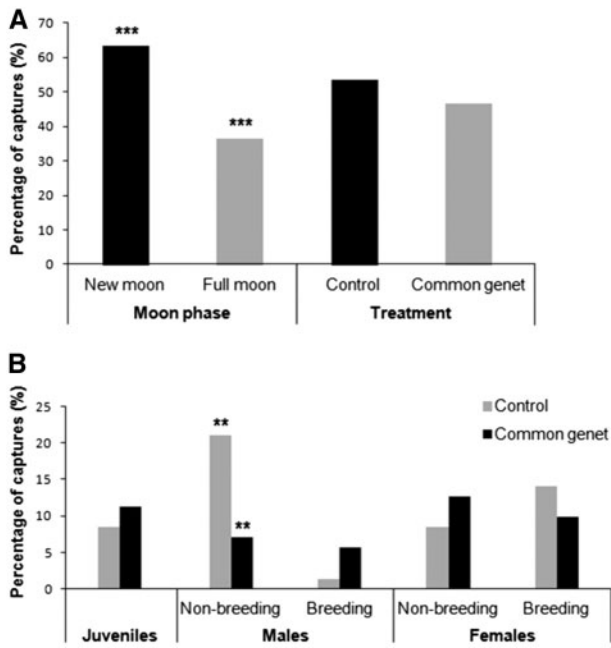 A
Percentage of captures (%)
70
60
50
40
30
20
10
0
***
***
New moon
Full moon
Control
Common genet
Moon phase
Treatment
B
Percentage of captures (%)
25
20
15
10
5
0
**
**
Control
Common genet
Non-breeding
Breeding
Non-breeding
Breeding
Juveniles
Males
Females